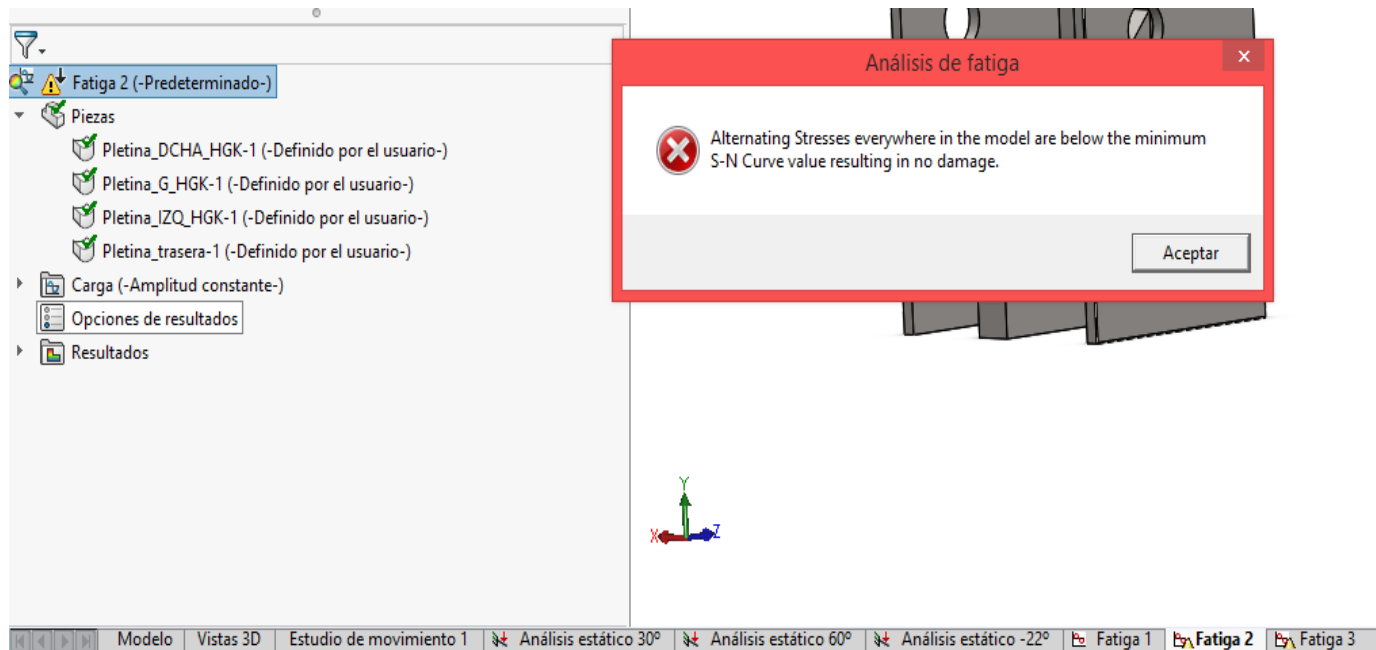 Fatiga 2 (-Predeterminado-)
Piezas
Pletina_DCHA_HGK-1 (-Definido por el usuario-)
Pletina_G_HGK-1 (-Definido por el usuario-)
Pletina_IZQ_HGK-1 (-Definido por el usuario-)
Pletina_trasera-1 (-Definido por el usuario-)
Carga (-Amplitud constante-)
Opciones de resultados
Resultados
Análisis de fatiga
Alternating Stresses everywhere in the model are below the minimum
S-N Curve value resulting in no damage.
Aceptar
Y
X
Z
Modelo Vistas 3D Estudio de movimiento 1 Análisis estático 30º Análisis estático 60º Análisis estático -22º Fatiga 1 Fatiga 2 Fatiga 3